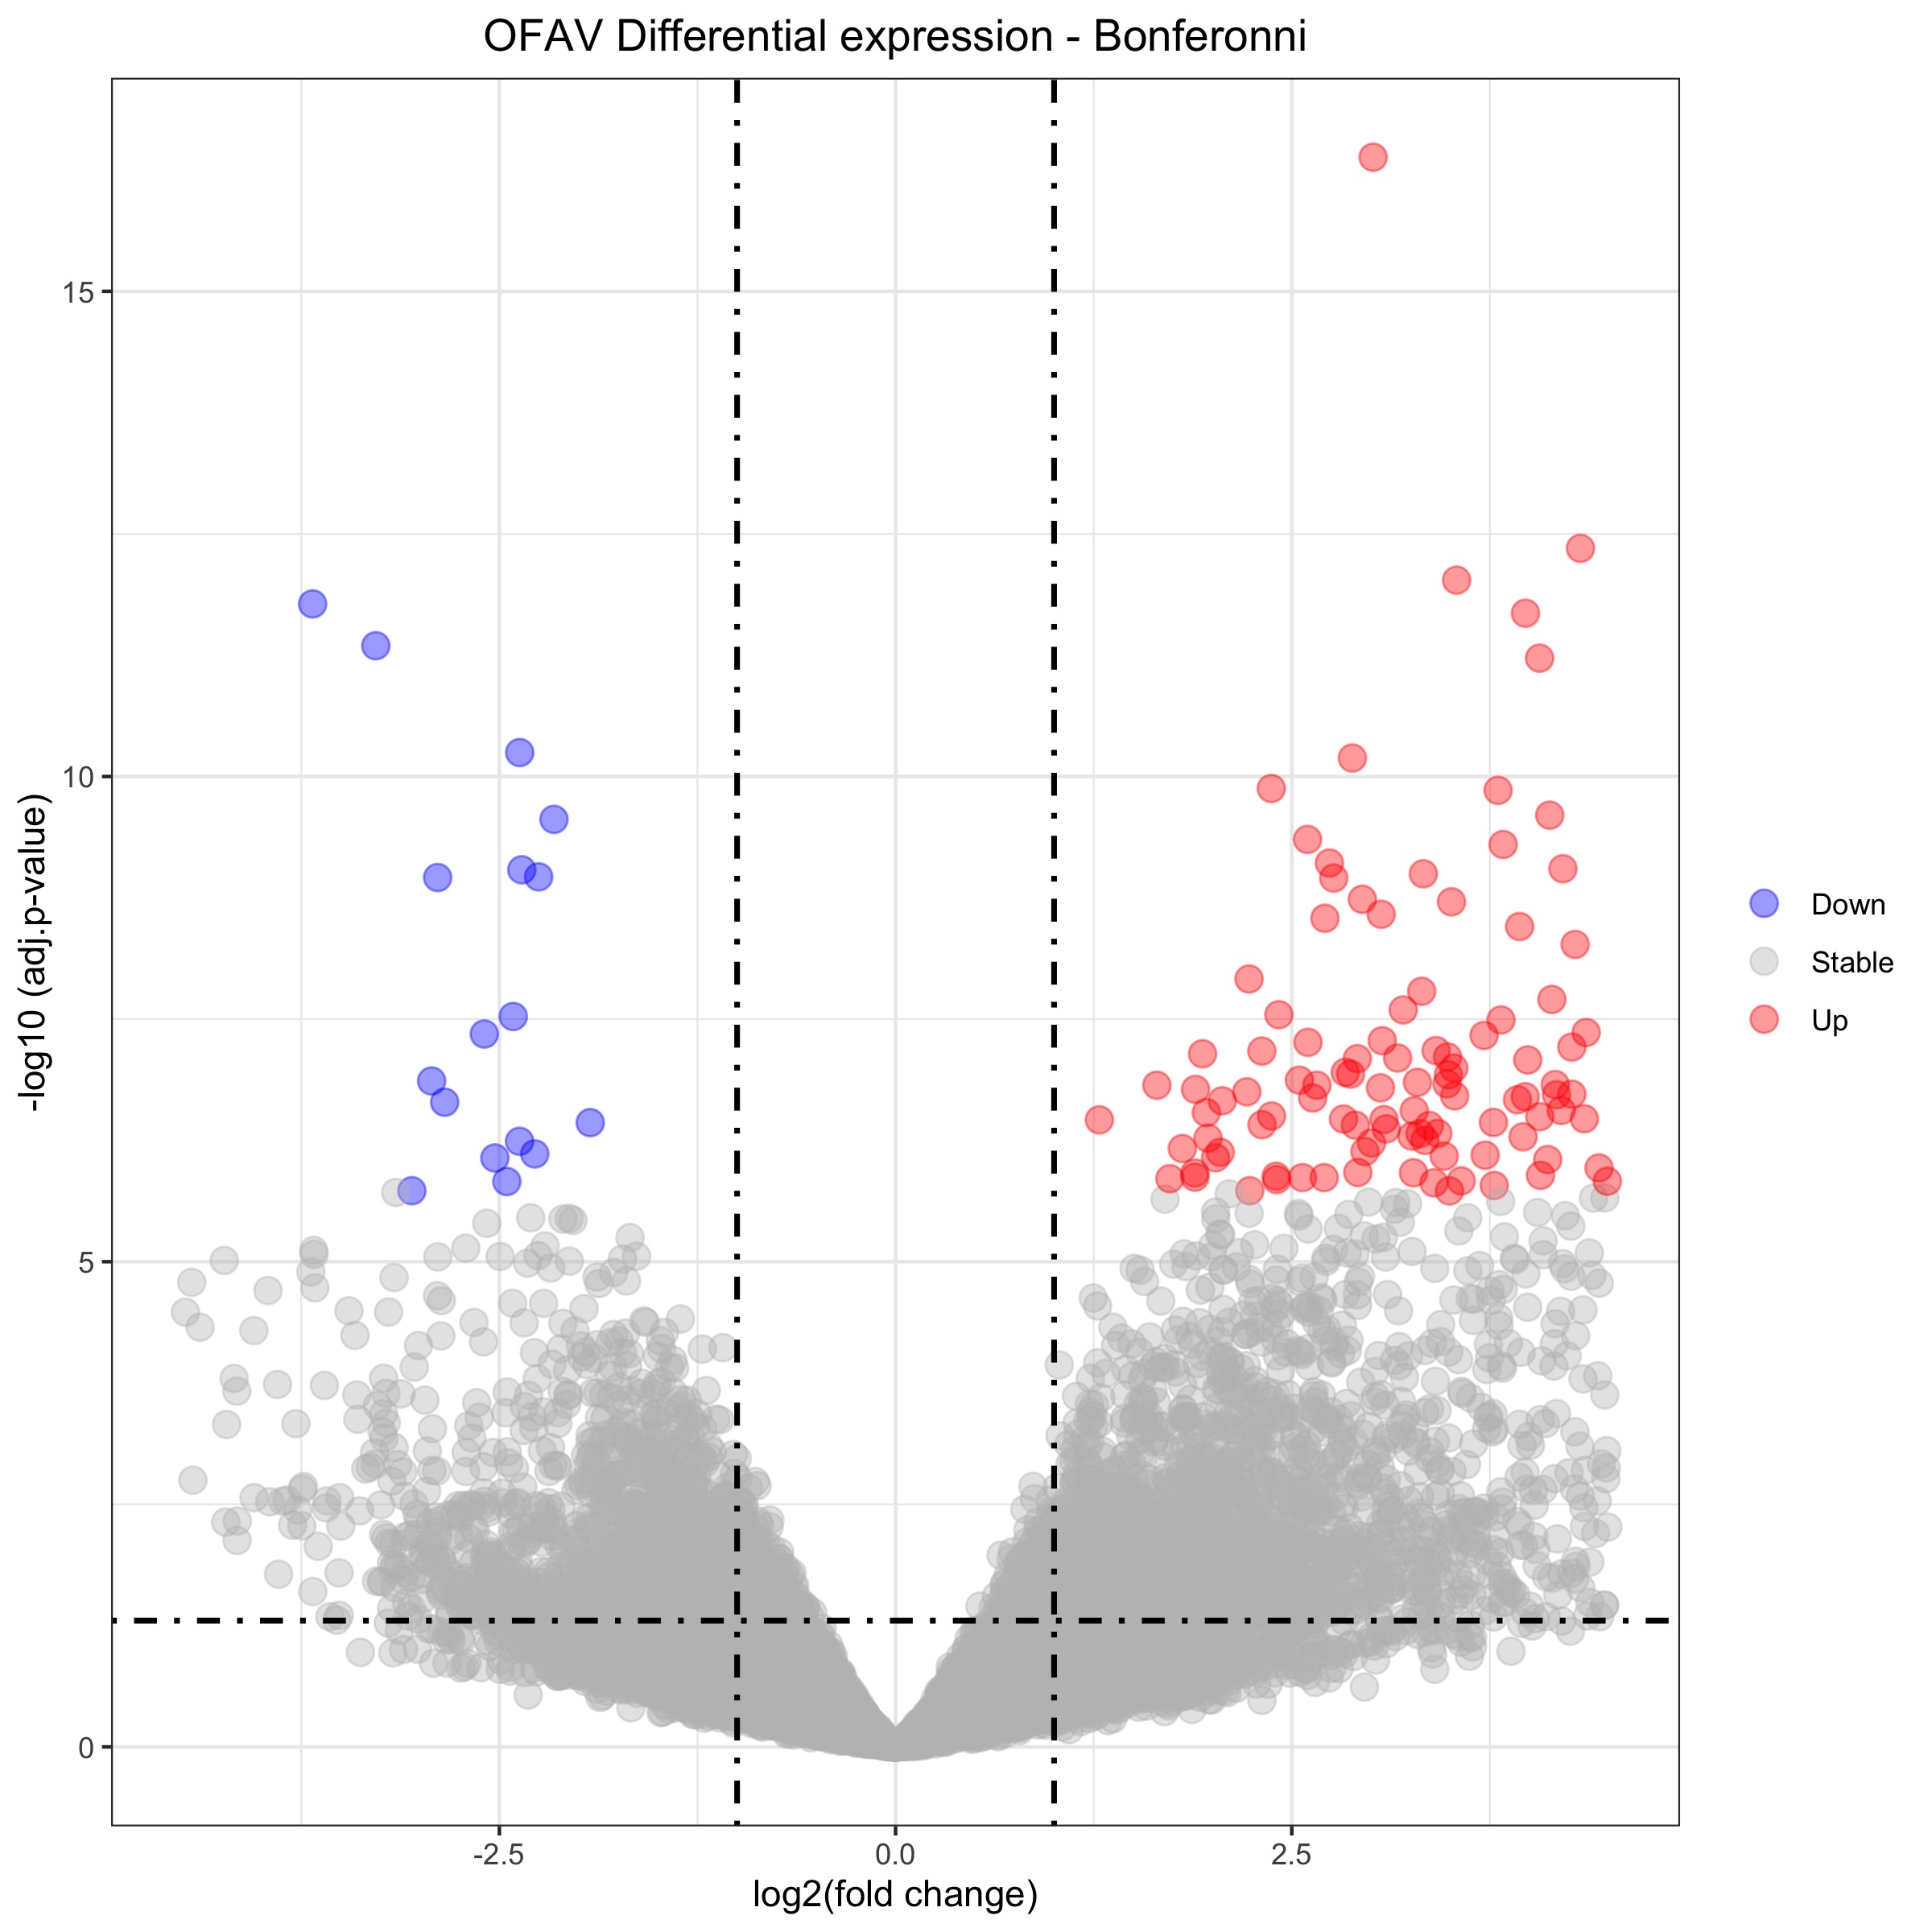 OFAV Differential expression - Bonferonni
-log10 (adj.p-value)
15
10
5
0
-2.5
0.0
2.5
log2(fold change)
Down
Stable
Up